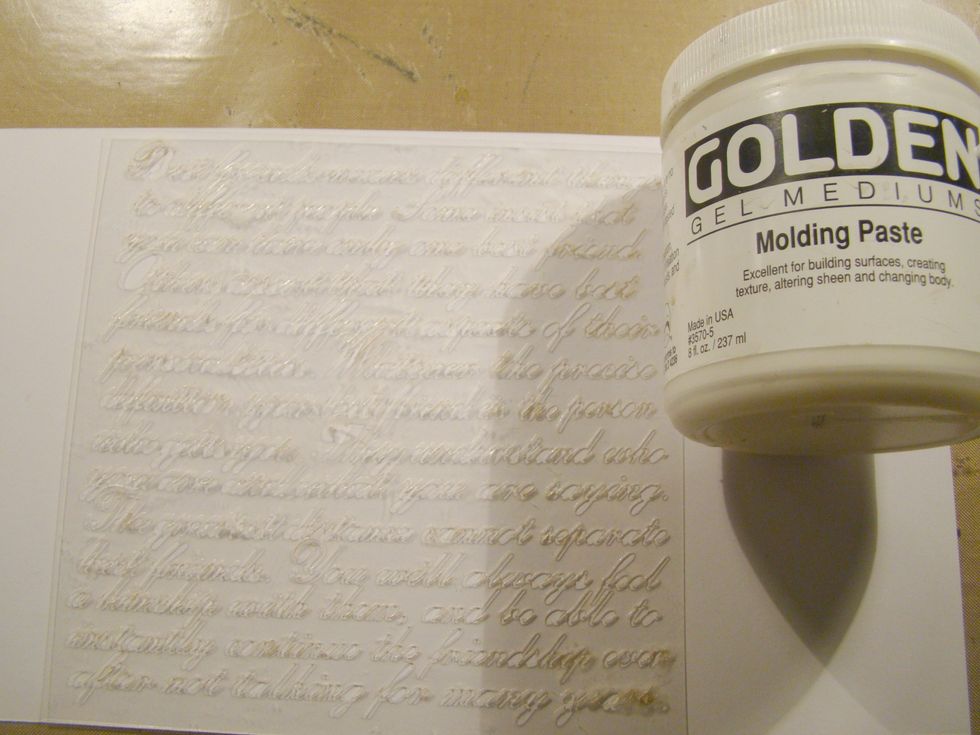 Best friends means different things
to different people. Some insist that
you can have only one best friend.
Others insist that they have best
friends for different aspects of their
personalities. Whatever the precise
definition, your best friend is the person
who gets you. They understand who
you are and what you are saying.
The greatest distance cannot separate
best friends. You will always feel
a kinship with them, and be able to
instantly continue the friendship even
after not talking for many years.
GOLDEN
GEL MEDIUMS
Molding Paste
Excellent for building surfaces, creating
texture, altering sheen and changing body.
Made in USA
#3570-5
8 fl. oz. / 237 ml